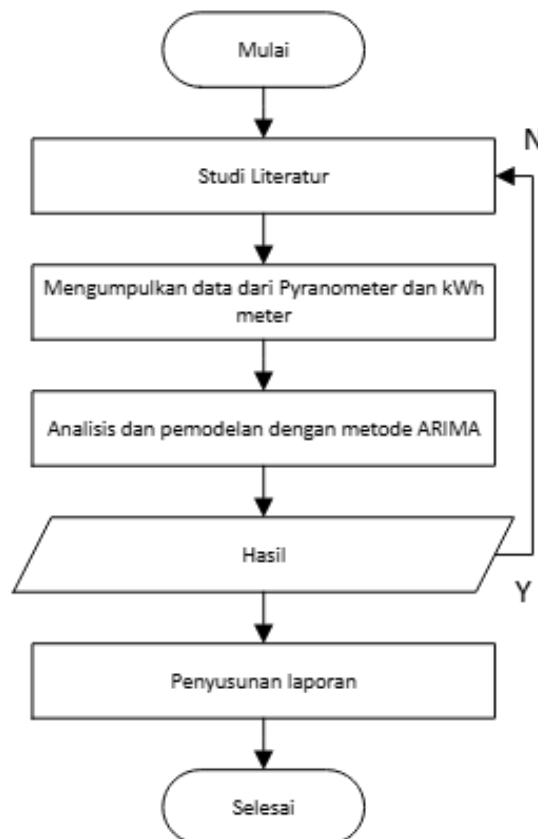 Mulai
N
Studi Literatur
Mengumpulkan data dari Pyranometer dan kWh
meter
Analisis dan pemodelan dengan metode ARIMA
Hasil
Y
Penyusunan laporan
Selesai